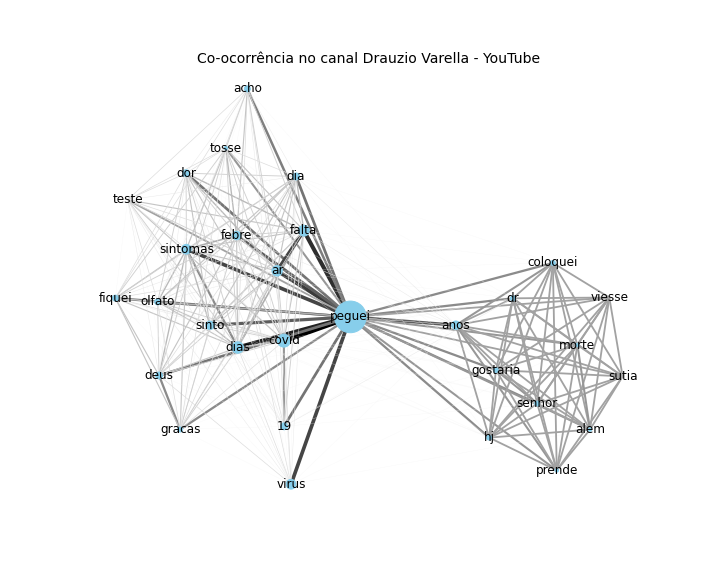 Co-ocorrência no canal Drauzio Varella - YouTube
acho
tosse
dor
dia
teste
falta
febre
sintomas
ar
coloquei
fiquei
olfato
dr
viesse
peguei
sinto
anos
covid
dias
morte
gostaria
deus
sutia
senhor
19
gracas
alem
hj
prende
virus